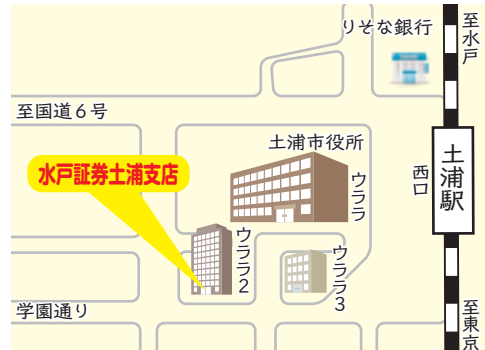 りそな銀行
至水戸
至国道6号
土浦市役所
水戸証券土浦支店
ウララ
西口
土浦駅
ウララ2
ウララ3
学園通り
至東京